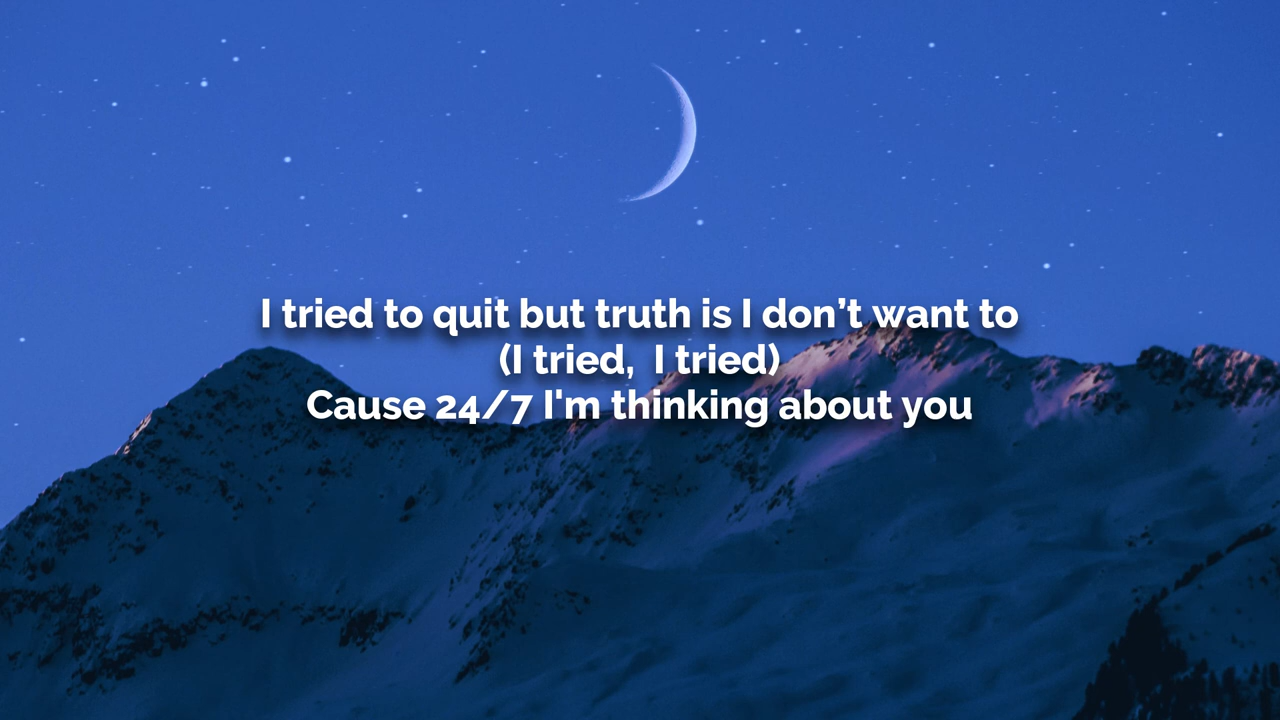 I tried to quit but truth is I don’t want to
(I tried,  I tried)
Cause 24/7 I'm thinking about you